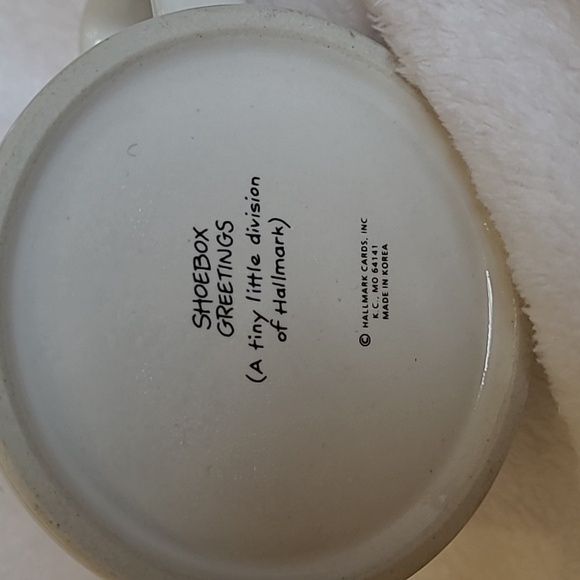 SHOEBOX
GREETINGS
(A tiny little division
of Hallmark)
© HALLMARK CARDS, INC
K.C., MO 64141
MADE IN KOREA